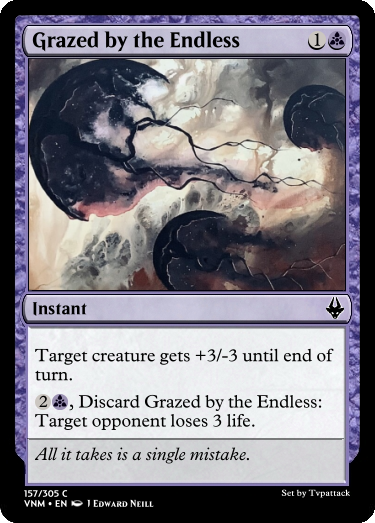 Grazed by the Endless 1
Instant
Target creature gets +3/-3 until end of
turn.
2, Discard Grazed by the Endless:
Target opponent loses 3 life.
All it takes is a single mistake.
157/305 C
VNM • EN J Edward Neill
Set by Tvpattack